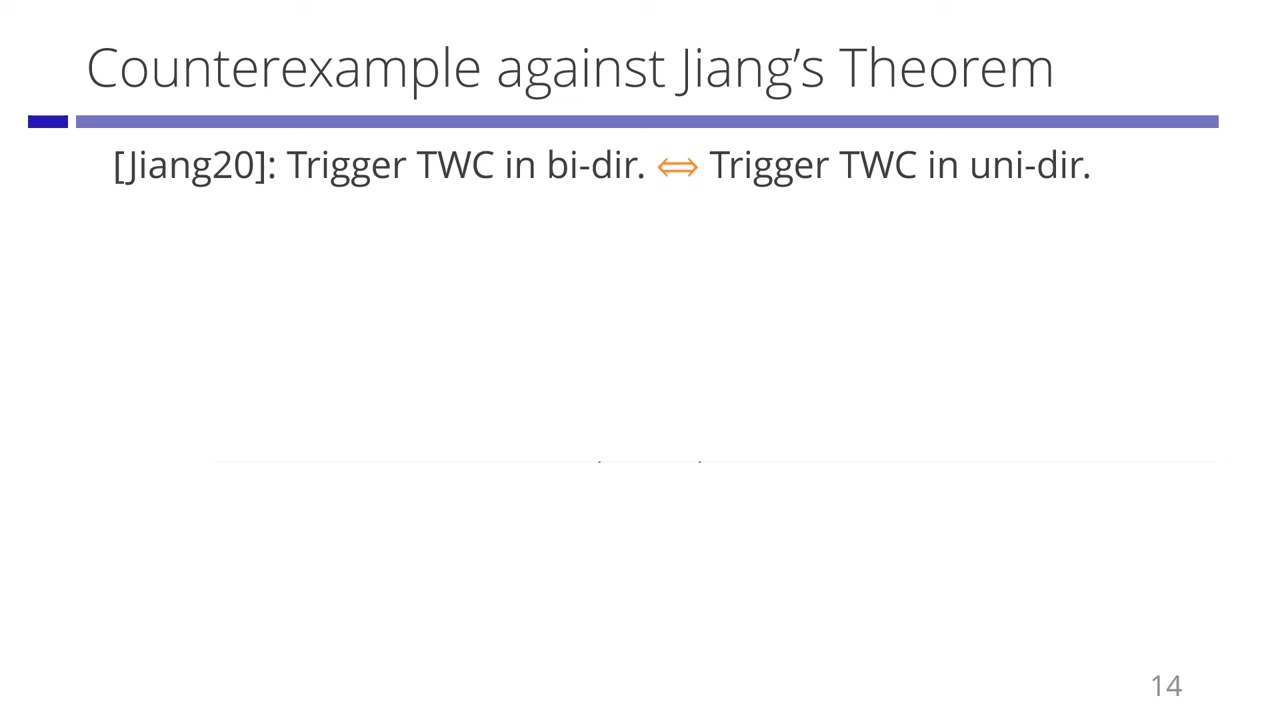 Counterexample against Jiang’s Theorem
[Jiang20]: Trigger TWC in bi-dir. ⇔ Trigger TWC in uni-dir.
14